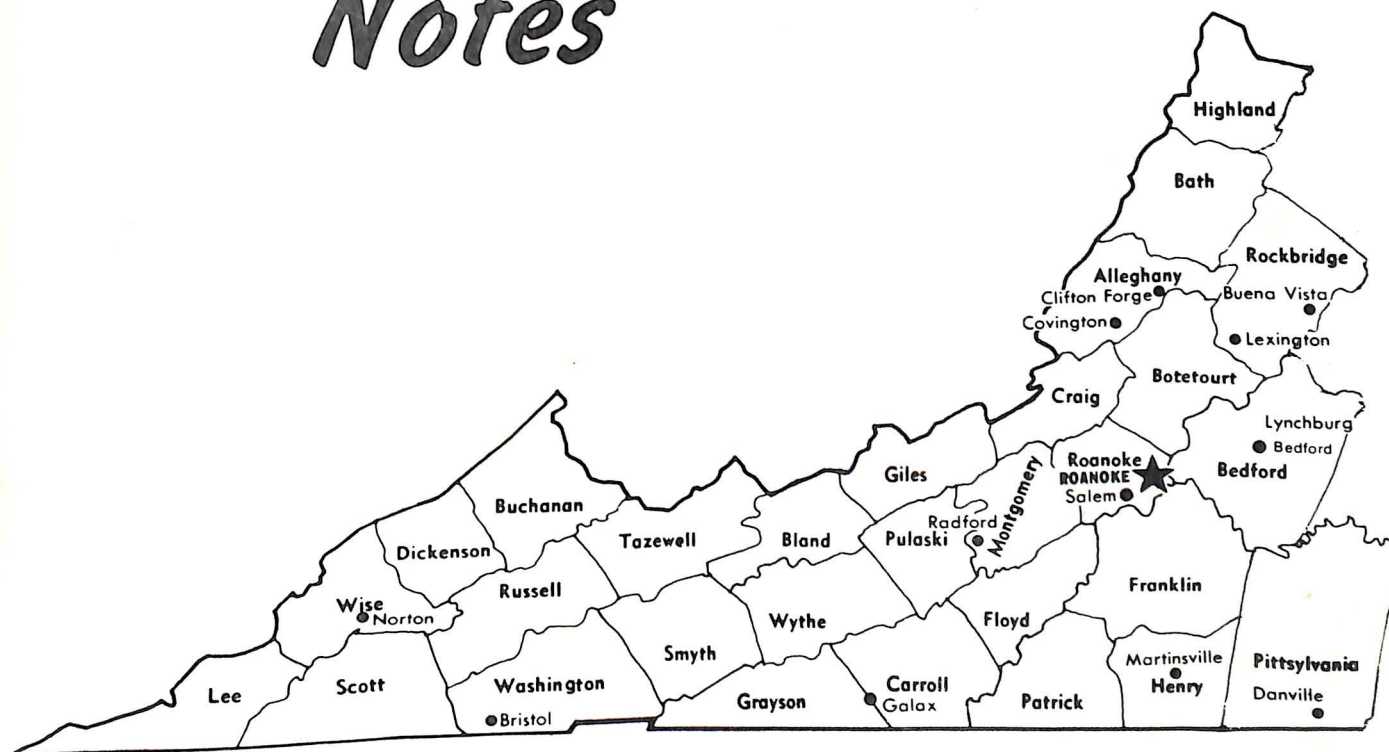 Notes
Highland
Bath
Rockbridge
Alleghany
Clifton Forge
Buena Vista
Covington
Lexington
Botetourt
Craig
Lynchburg
Bedford
Bedford
Roanoke
ROANOKE
Salem
Giles
Montgomery
Radford
Pulaski
Buchanan
Tazewell
Bland
Dickenson
Russell
Franklin
Wise
Norton
Wythe
Floyd
Smyth
Martinsville
Henry
Pittsylvania
Danville
Lee
Scott
Washington
Bristol
Grayson
Carroll
Galax
Patrick